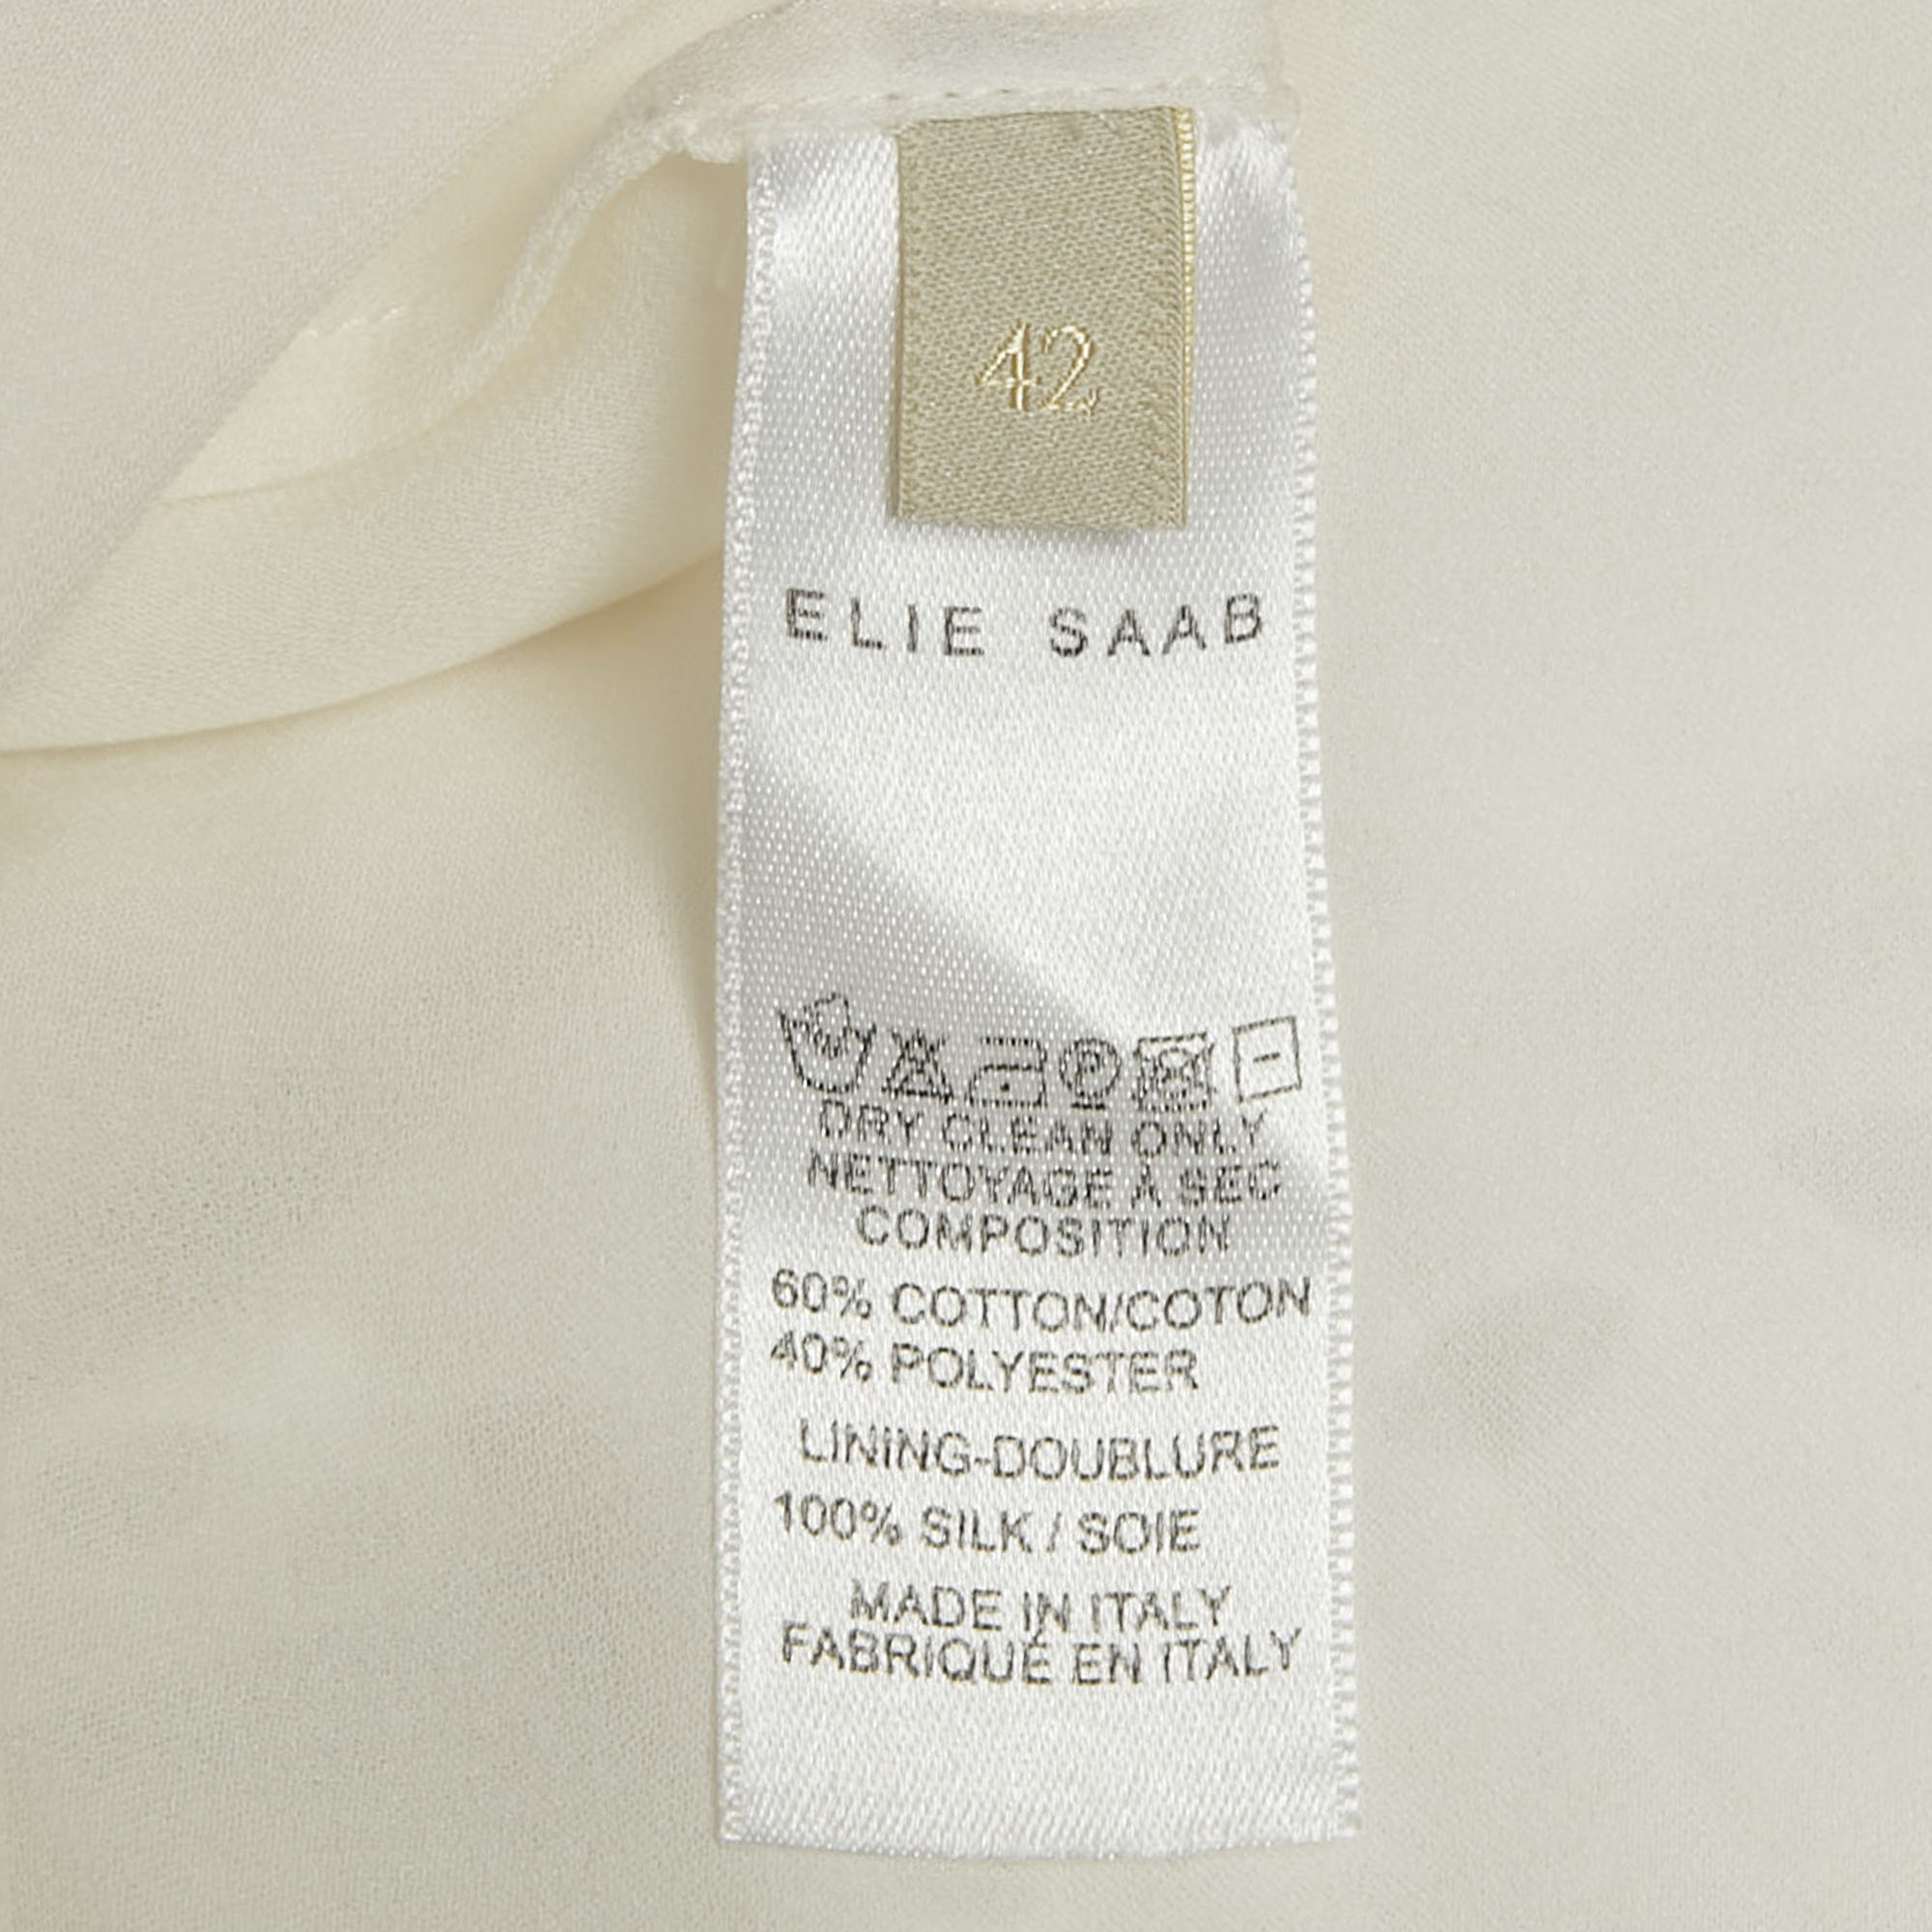 42
ELIE SAAB
DRY CLEAN ONLY
NETTOYAGE À SEC
COMPOSITION
60% COTTON/COTON
40% POLYESTER
LINING-DOUBLURE
100% SILK / SOIE
MADE IN ITALY
FABRIQUÉ EN ITALY